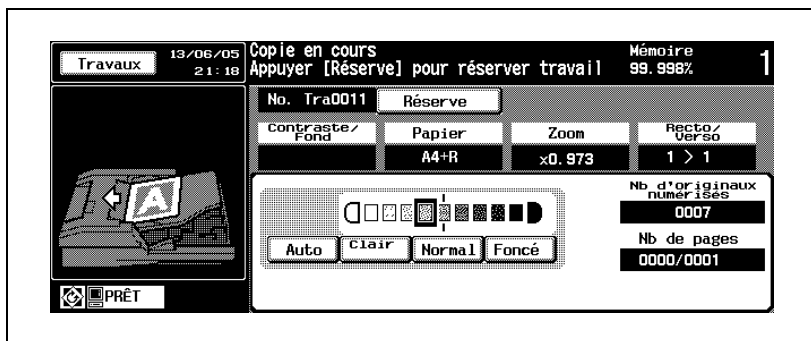 Travaux
13/06/05
21:18
Copie en cours
Appuyer [Réserve] pour réserver travail
Mémoire
99.998%
1
No. Tra0011
Réserve
Contraste/
Fond
Papier
Zoom
Recto/
Verso
A4+R
x0.973
1 > 1
A
Nb d'originaux
numérisés
0007
Auto
Clair
Normal
Foncé
Nb de pages
0000/0001
PRÊT